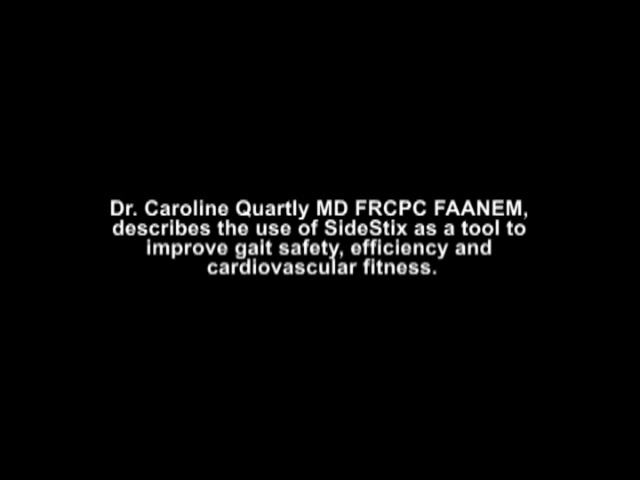 Dr. Caroline Quartly MD FRCPC FAANEM,
describes the use of SideStix as a tool to
improve gait safety, efficiency and
cardiovascular fitness.